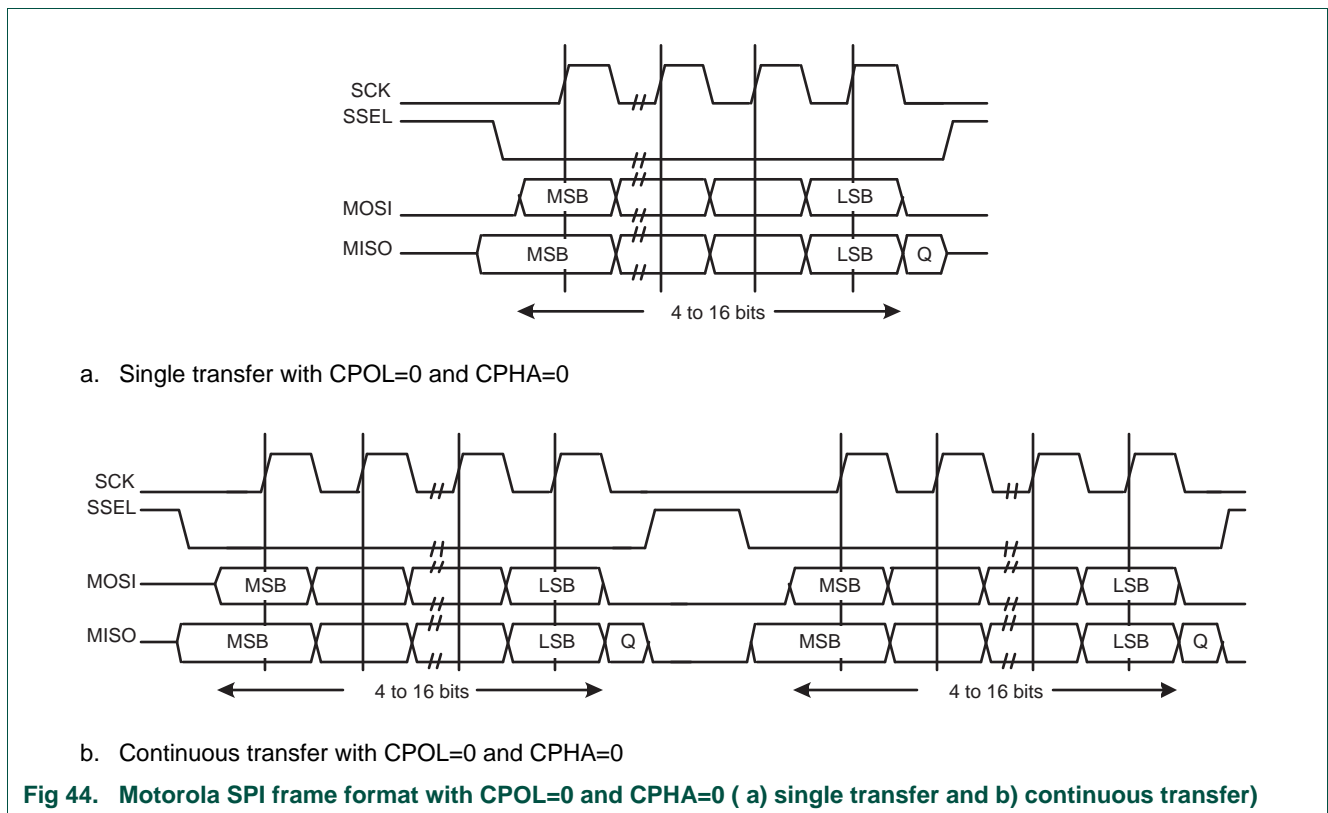 SCK
SSEL
MOSI MSB LSB
MISO MSB LSB Q
4 to 16 bits
a. Single transfer with CPOL=0 and CPHA=0
SCK
SSEL
MOSI MSB LSB MSB LSB
MISO MSB LSB Q MSB LSB Q
4 to 16 bits 4 to 16 bits
b. Continuous transfer with CPOL=0 and CPHA=0
Fig 44. Motorola SPI frame format with CPOL=0 and CPHA=0 ( a) single transfer and b) continuous transfer)